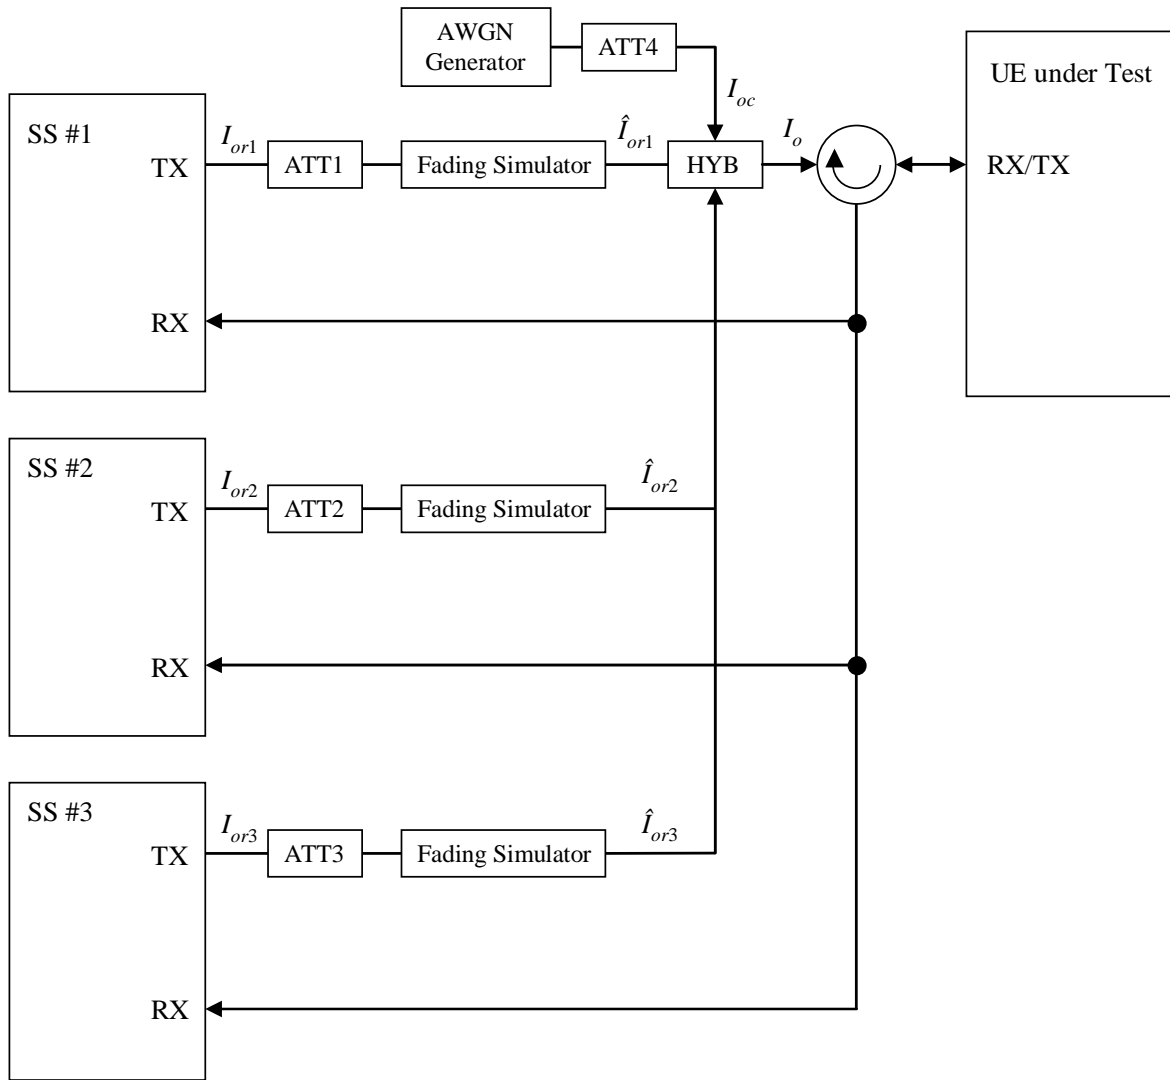 AWGN
Generator
ATT4
UE under Test
I_oc
SS #1
I_or1
Î_or1
I_o
TX
ATT1
Fading Simulator
HYB
RX/TX
RX
SS #2
I_or2
Î_or2
TX
ATT2
Fading Simulator
RX
SS #3
I_or3
Î_or3
TX
ATT3
Fading Simulator
RX